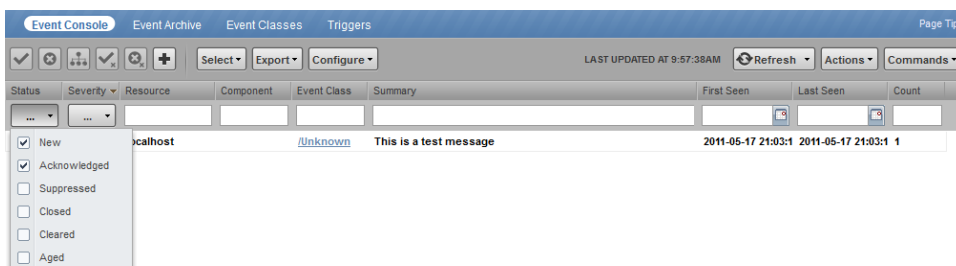 Event Console Event Archive Event Classes Triggers Page Tip
Select Export Configure LAST UPDATED AT 9:57:38AM Refresh Actions Commands
Status Severity Resource Component Event Class Summary First Seen Last Seen Count
... ...
New ocalhost /Unknown This is a test message 2011-05-17 21:03:1 2011-05-17 21:03:1 1
Acknowledged
Suppressed
Closed
Cleared
Aged